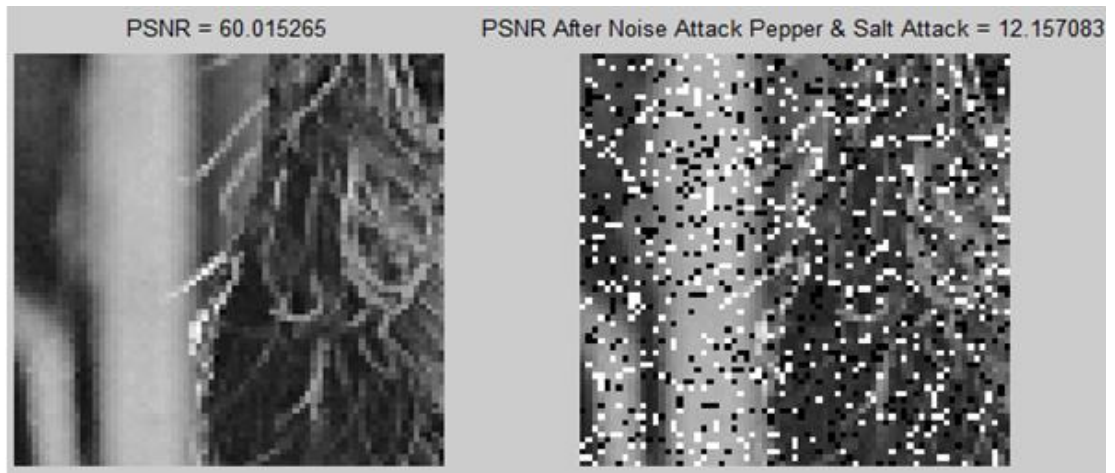 PSNR = 60.015265
PSNR After Noise Attack Pepper & Salt Attack = 12.157083